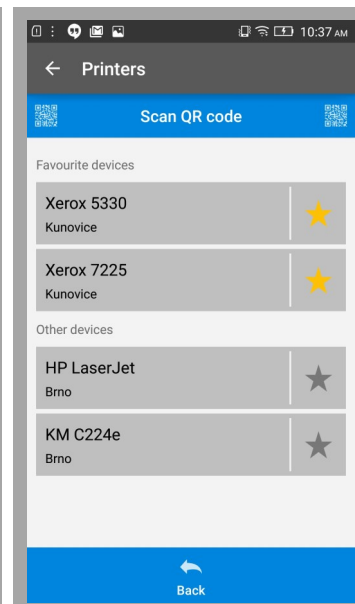 10:37 AM
Printers
Scan QR code
Favourite devices
Xerox 5330
Kunovice
Xerox 7225
Kunovice
Other devices
HP LaserJet
Brno
KM C224e
Brno
Back